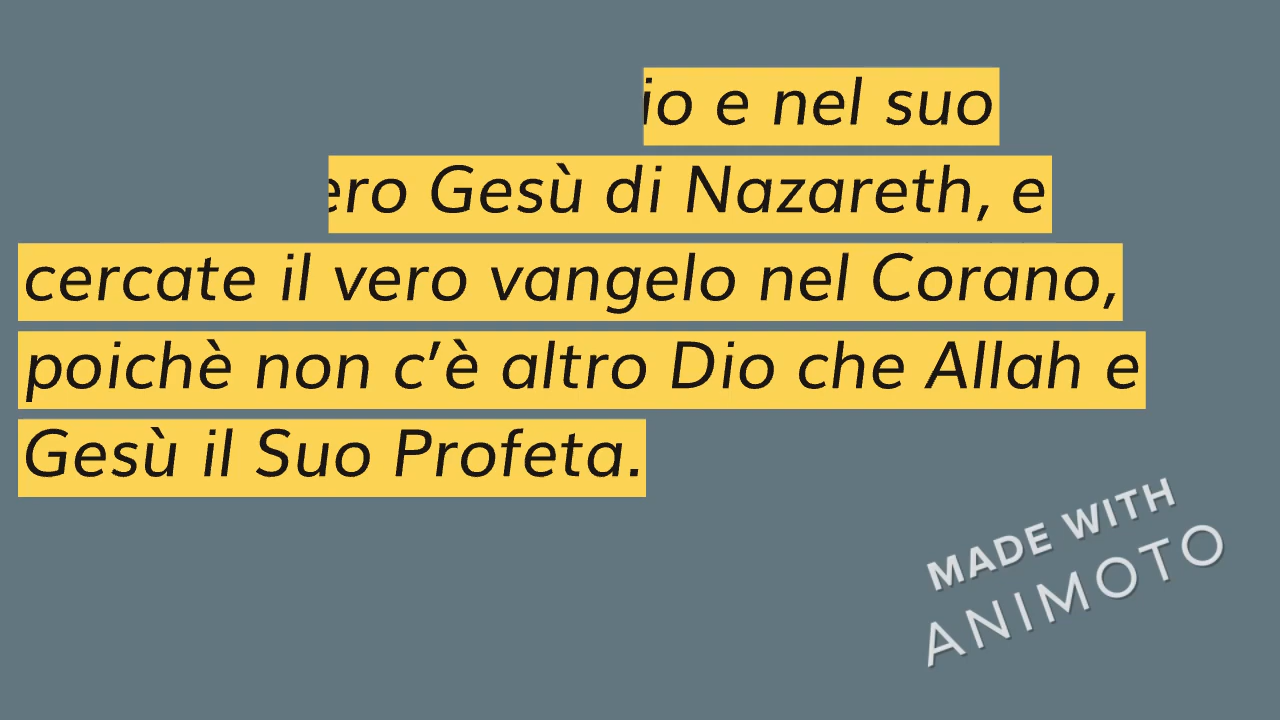 io e nel suo
ero Gesù di Nazareth, e
cercate il vero vangelo nel Corano,
poichè non c’è altro Dio che Allah e
Gesù il Suo Profeta.
MADE WITH
ANIMOTO